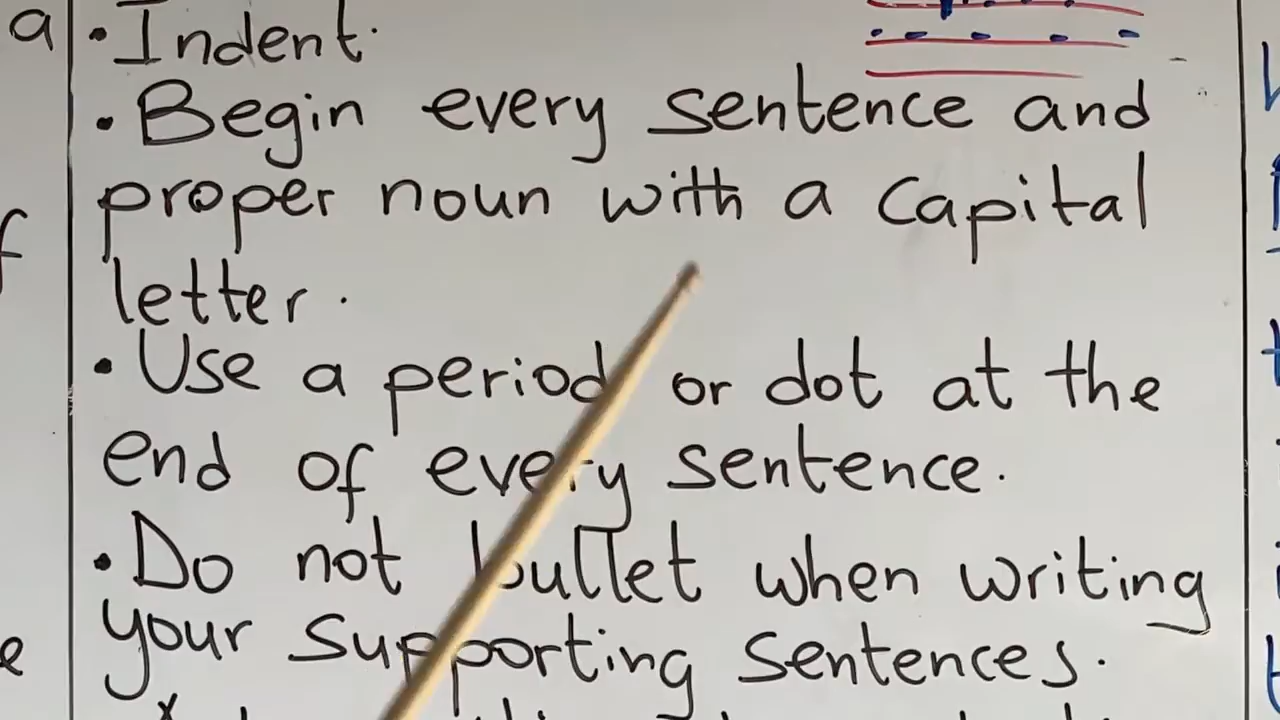 a
• Indent.
• Begin every sentence and
proper noun with a capital
letter.
• Use a period or dot at the
end of every sentence.
• Do not bullet when writing
your supporting sentences.